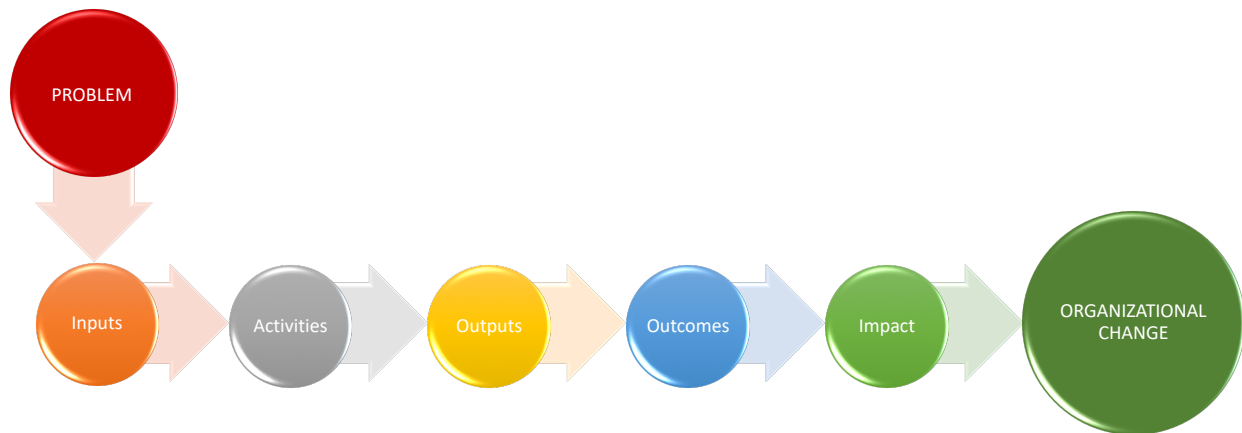 PROBLEM
Inputs
Activities
Outputs
Outcomes
Impact
ORGANIZATIONAL
CHANGE